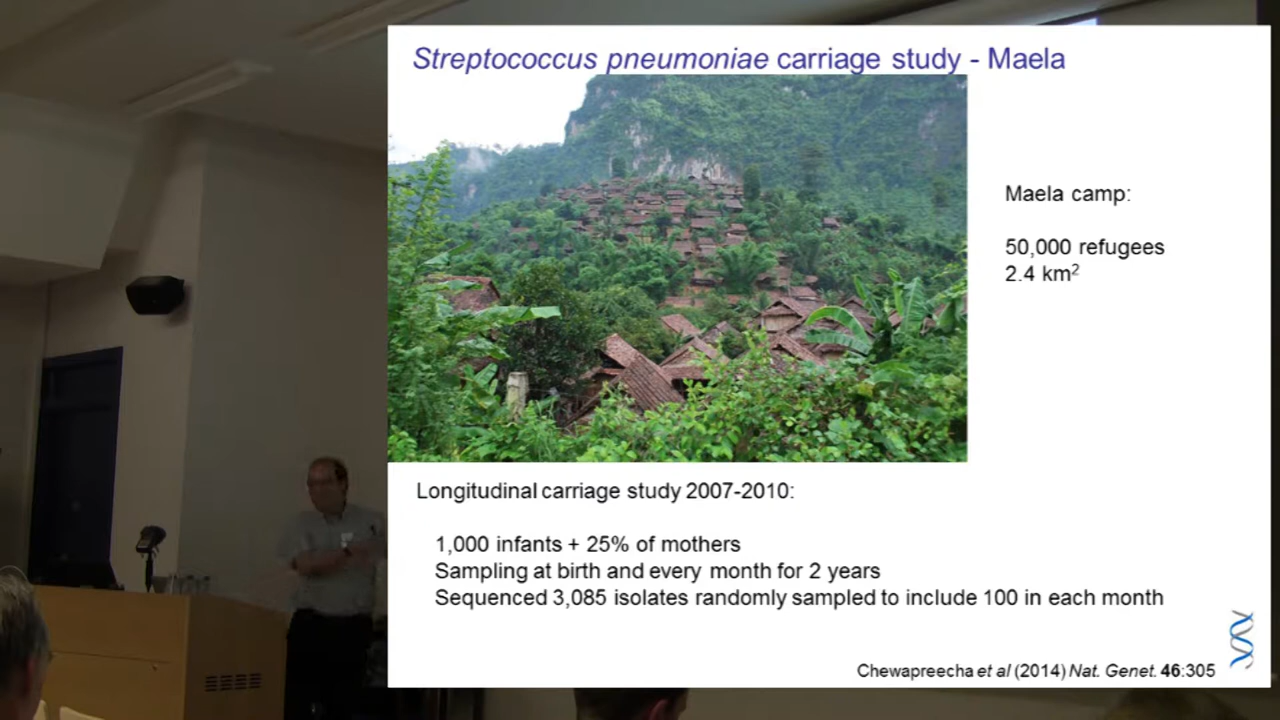 Streptococcus pneumoniae carriage study - Maela
Maela camp:
50,000 refugees
2.4 km²
Longitudinal carriage study 2007-2010:
1,000 infants + 25% of mothers
Sampling at birth and every month for 2 years
Sequenced 3,085 isolates randomly sampled to include 100 in each month
Chewapreecha et al (2014) Nat. Genet. 46:305